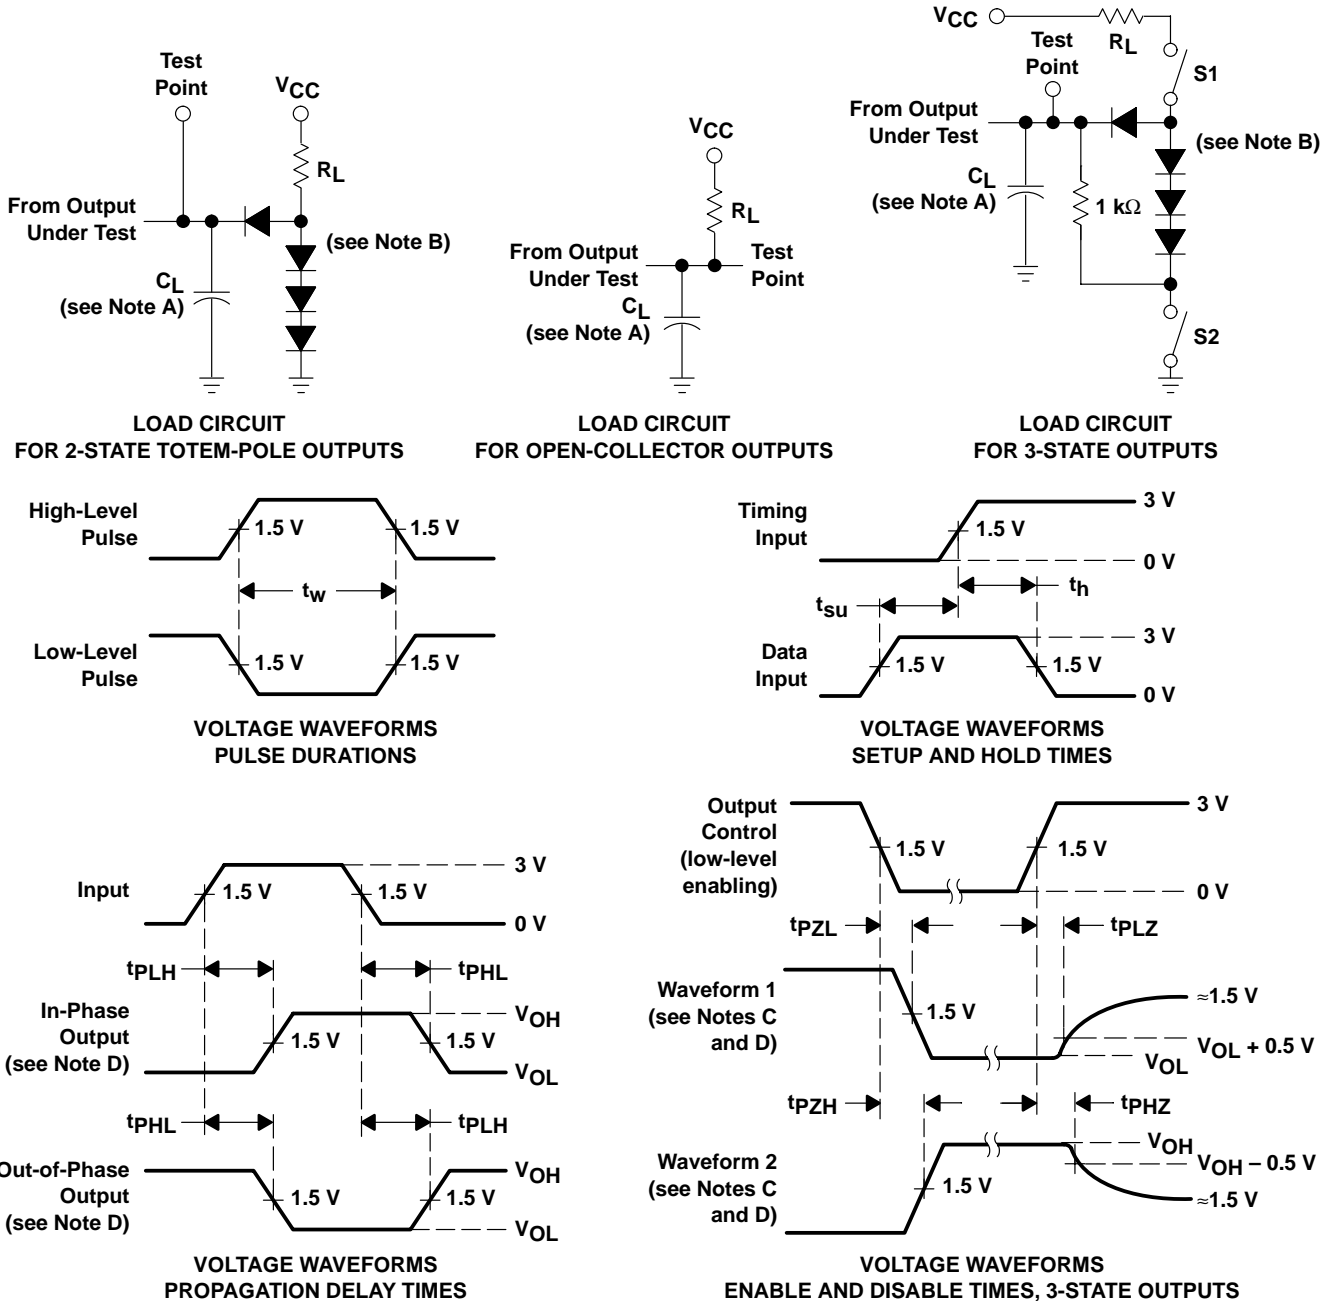 Test
Point
VCC
RL
From Output
Under Test
(see Note B)
CL
(see Note A)
LOAD CIRCUIT
FOR 2-STATE TOTEM-POLE OUTPUTS
VCC
RL
From Output
Under Test
Test
Point
CL
(see Note A)
LOAD CIRCUIT
FOR OPEN-COLLECTOR OUTPUTS
VCC
RL
Test
Point
S1
From Output
Under Test
(see Note B)
CL
(see Note A)
1 kΩ
S2
LOAD CIRCUIT
FOR 3-STATE OUTPUTS
High-Level
Pulse
1.5 V
1.5 V
tw
Low-Level
Pulse
1.5 V
1.5 V
VOLTAGE WAVEFORMS
PULSE DURATIONS
Timing
Input
1.5 V
3 V
0 V
tsu
th
Data
Input
1.5 V
1.5 V
3 V
0 V
VOLTAGE WAVEFORMS
SETUP AND HOLD TIMES
Input
1.5 V
1.5 V
3 V
0 V
tPLH
tPHL
In-Phase
Output
(see Note D)
1.5 V
1.5 V
VOH
VOL
tPHL
tPLH
Out-of-Phase
Output
(see Note D)
1.5 V
1.5 V
VOH
VOL
VOLTAGE WAVEFORMS
PROPAGATION DELAY TIMES
Output
Control
(low-level
enabling)
1.5 V
1.5 V
3 V
0 V
tPZL
tPLZ
Waveform 1
(see Notes C
and D)
1.5 V
≈1.5 V
VOL + 0.5 V
VOL
tPZH
tPHZ
Waveform 2
(see Notes C
and D)
1.5 V
VOH
VOH – 0.5 V
≈1.5 V
VOLTAGE WAVEFORMS
ENABLE AND DISABLE TIMES, 3-STATE OUTPUTS